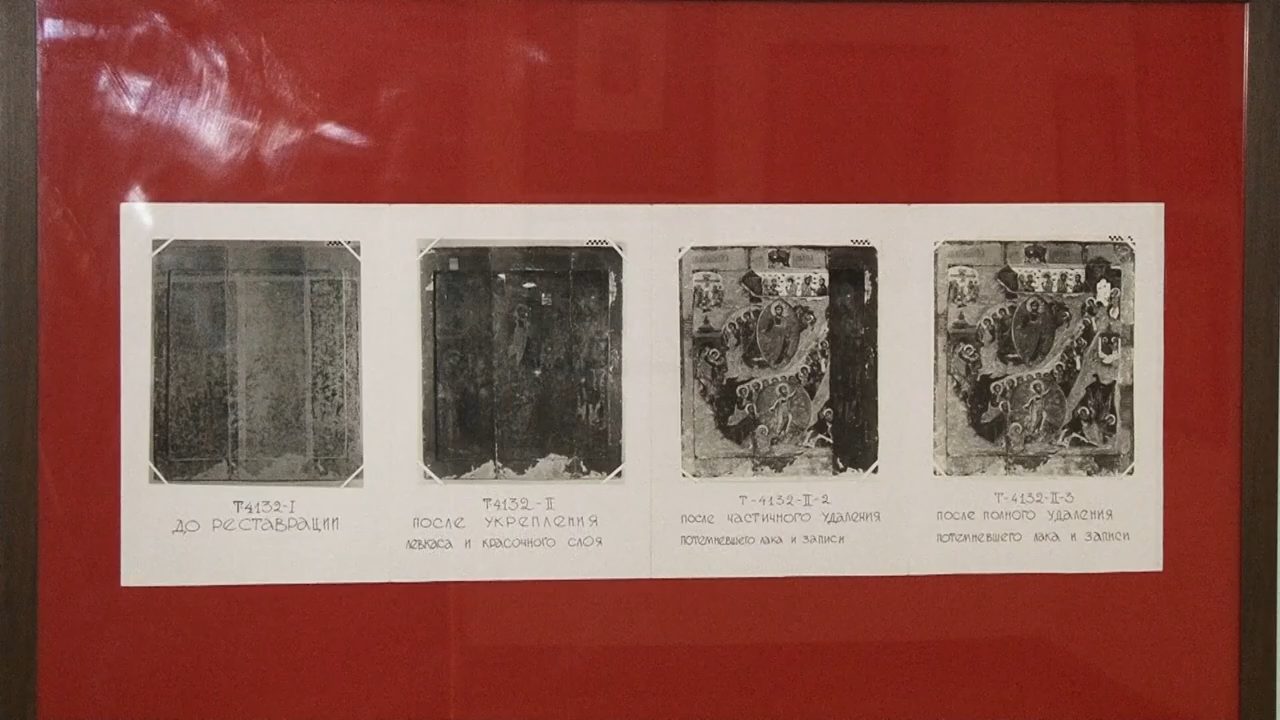 Т4132-I
ДО РЕСТАВРАЦИИ
Т4132-II
ПОСЛЕ УКРЕПЛЕНИЯ
ЛЕВКАСА И КРАСОЧНОГО СЛОЯ
Т-4132-II-2
ПОСЛЕ ЧАСТИЧНОГО УДАЛЕНИЯ
ПОТЕМНЕВШЕГО ЛАКА И ЗАПИСИ
Т-4132-II-3
ПОСЛЕ ПОЛНОГО УДАЛЕНИЯ
ПОТЕМНЕВШЕГО ЛАКА И ЗАПИСИ